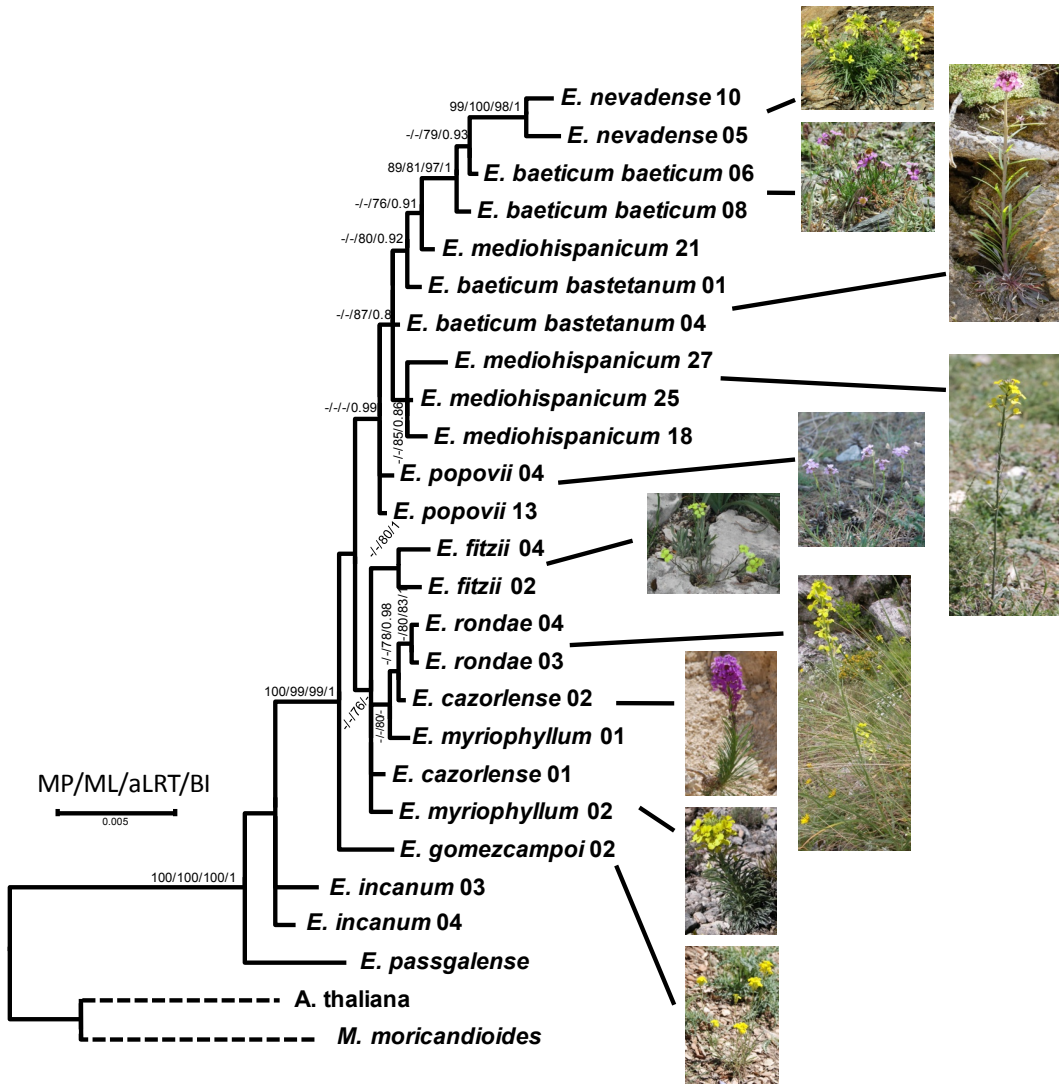 99/100/98/1
E. nevadense 10
E. nevadense 05
-/-/79/0.93
89/81/97/1
E. baeticum baeticum 06
E. baeticum baeticum 08
-/-/76/0.91
E. mediohispanicum 21
-/-/80/0.92
E. baeticum bastetanum 01
-/-/87/0.8
E. baeticum bastetanum 04
E. mediohispanicum 27
E. mediohispanicum 25
-/-/-/0.99
-/-/85/0.86
E. mediohispanicum 18
E. popovii 04
E. popovii 13
-/-/80/1
E. fitzii 04
E. fitzii 02
-/80/83/1
-/-/78/0.98
E. rondae 04
E. rondae 03
E. cazorlense 02
100/99/99/1
-/-/76/-
-/-/80/-
E. myriophyllum 01
E. cazorlense 01
MP/ML/aLRT/BI
0.005
E. myriophyllum 02
E. gomezcampoi 02
100/100/100/1
E. incanum 03
E. incanum 04
E. passgalense
A. thaliana
M. moricandioides